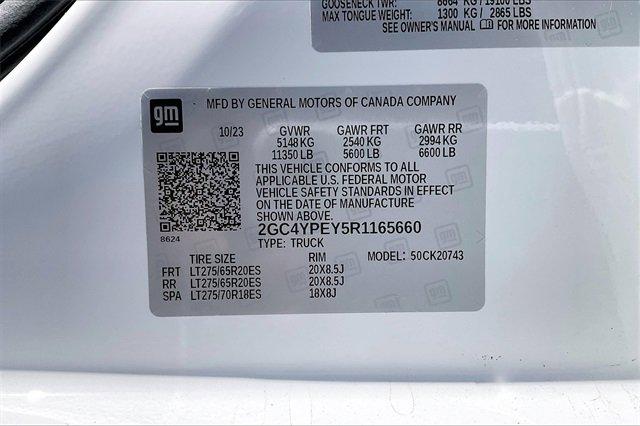 GOOSENECK TWR: 8664 KG / 19100 LBS
MAX TONGUE WEIGHT: 1300 KG / 2865 LBS
SEE OWNER'S MANUAL FOR MORE INFORMATION
gm
MFD BY GENERAL MOTORS OF CANADA COMPANY
10/23 GVWR GAWR FRT GAWR RR
5148 KG 2540 KG 2994 KG
11350 LB 5600 LB 6600 LB
THIS VEHICLE CONFORMS TO ALL
APPLICABLE U.S. FEDERAL MOTOR
VEHICLE SAFETY STANDARDS IN EFFECT
ON THE DATE OF MANUFACTURE
SHOWN ABOVE.
8624
2GC4YPEY5R1165660
TYPE: TRUCK
TIRE SIZE RIM MODEL: 50CK20743
FRT LT275/65R20ES 20X8.5J
RR LT275/65R20ES 20X8.5J
SPA LT275/70R18ES 18X8J